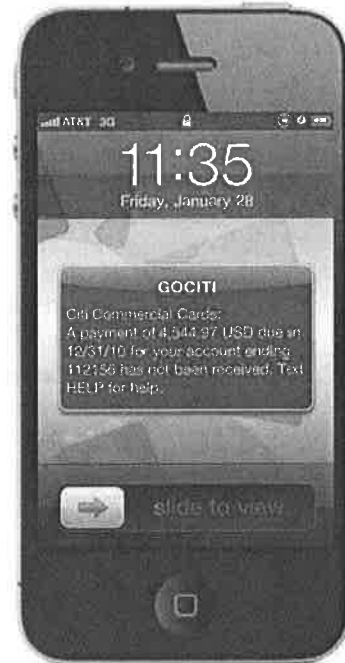 AT&T 3G
11:35
Friday, January 28
GOCITI
Citi Commercial Cards:
A payment of 4,544.97 USD due in
12/31/10 for your account ending
112156 has not been received. Text
HELP for help.
slide to view